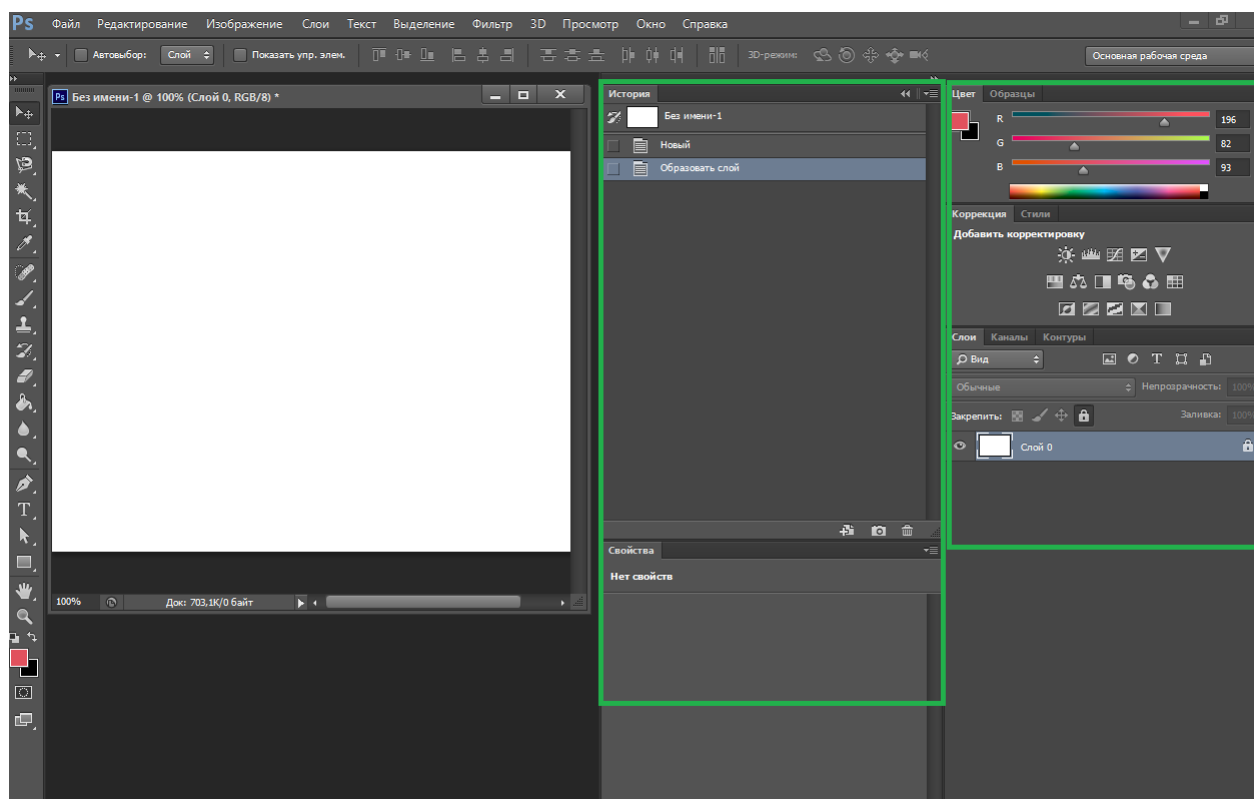 Ps Файл Редактирование Изображение Слои Текст Выделение Фильтр 3D Просмотр Окно Справка
Автовыбор: Слой Показать упр. элем. 3D-режим: Основная рабочая среда
Ps Без имени-1 @ 100% (Слой 0, RGB/8) *
100% Док: 703,1K/0 байт
История
Без имени-1
Новый
Образовать слой
Свойства
Нет свойств
Цвет Образцы
R 196
G 82
B 93
Коррекция Стили
Добавить корректировку
Слои Каналы Контуры
Вид
Обычные Непрозрачность: 100%
Закрепить: Заливка: 100%
Слой 0